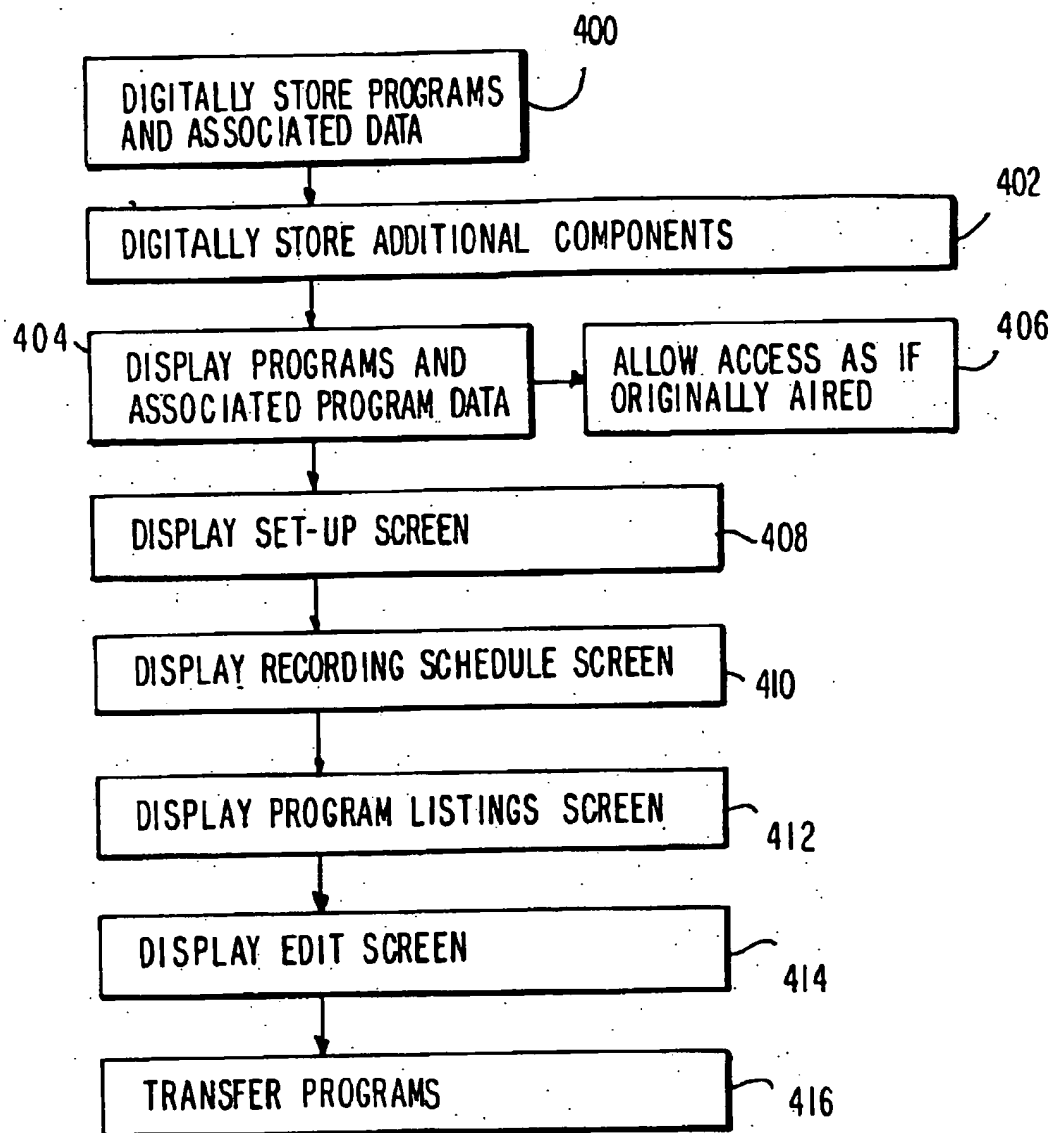 400
DIGITALLY STORE PROGRAMS
AND ASSOCIATED DATA
402
DIGITALLY STORE ADDITIONAL COMPONENTS
404
DISPLAY PROGRAMS AND
ASSOCIATED PROGRAM DATA
406
ALLOW ACCESS AS IF
ORIGINALLY AIRED
DISPLAY SET-UP SCREEN
408
DISPLAY RECORDING SCHEDULE SCREEN
410
DISPLAY PROGRAM LISTINGS SCREEN
412
DISPLAY EDIT SCREEN
414
TRANSFER PROGRAMS
416